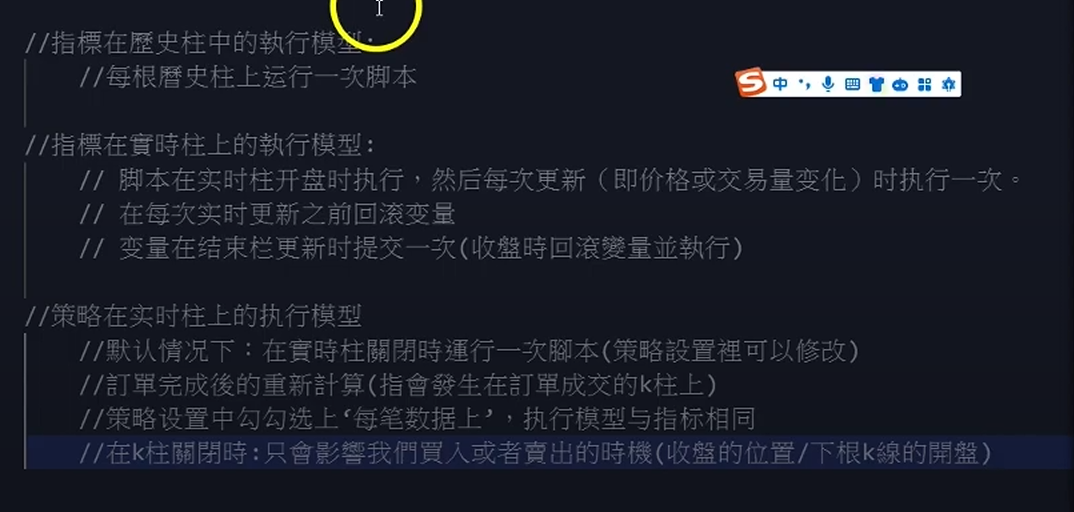 //指標在歷史柱中的執行模型:
//每根曆史柱上运行一次脚本
中
//指標在實時柱上的執行模型:
// 脚本在实时柱开盘时执行，然后每次更新（即价格或交易量变化）时执行一次。
// 在每次实时更新之前回滚变量
// 变量在结束栏更新时提交一次(收盘時回滾變量並執行)
//策略在实时柱上的执行模型
//默认情况下：在實時柱關閉時運行一次腳本(策略設置裡可以修改)
//訂單完成後的重新計算(指會發生在訂單成交的k柱上)
//策略设置中勾勾选上‘每笔数据上’，执行模型与指标相同
//在k柱關閉時:只會影響我們買入或者賣出的時機(收盤的位置/下根k線的開盤)